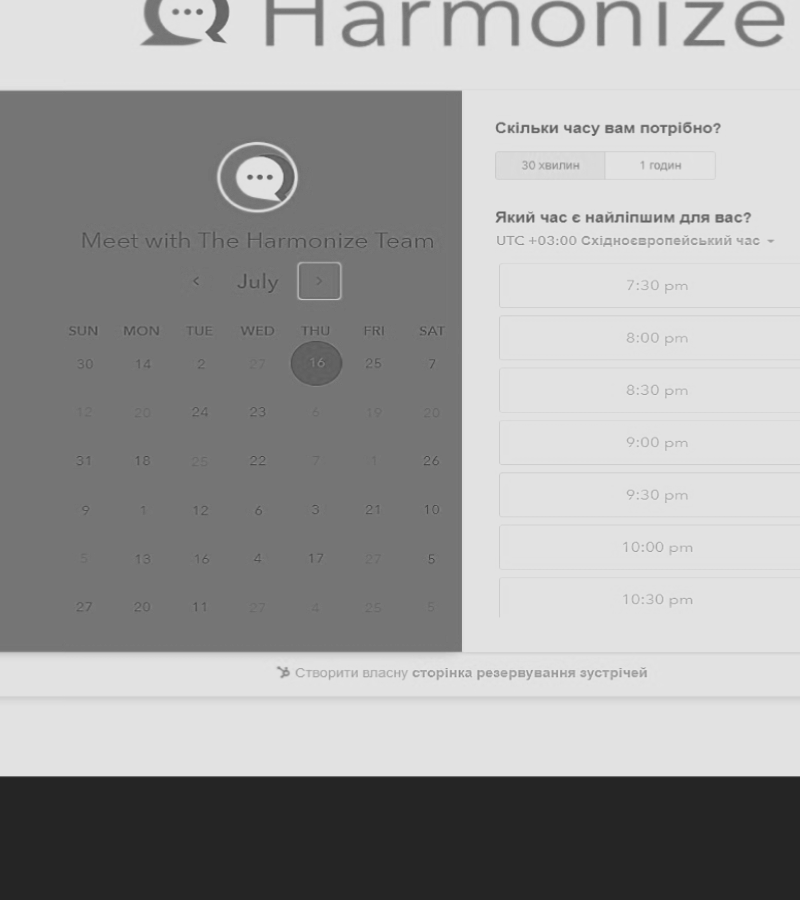 Harmonize
Meet with The Harmonize Team
July
SUN MON TUE WED THU FRI SAT
30 14 2 27 16 25 7
12 20 24 23 6 19 20
31 18 25 22 7 1 26
9 1 12 6 3 21 10
5 13 16 4 17 27 5
27 20 11 27 4 25 5
Скільки часу вам потрібно?
30 хвилин 1 годин
Який час є найліпшим для вас?
UTC +03:00 Східноєвропейський час
7:30 pm
8:00 pm
8:30 pm
9:00 pm
9:30 pm
10:00 pm
10:30 pm
Створити власну сторінка резервування зустрічей